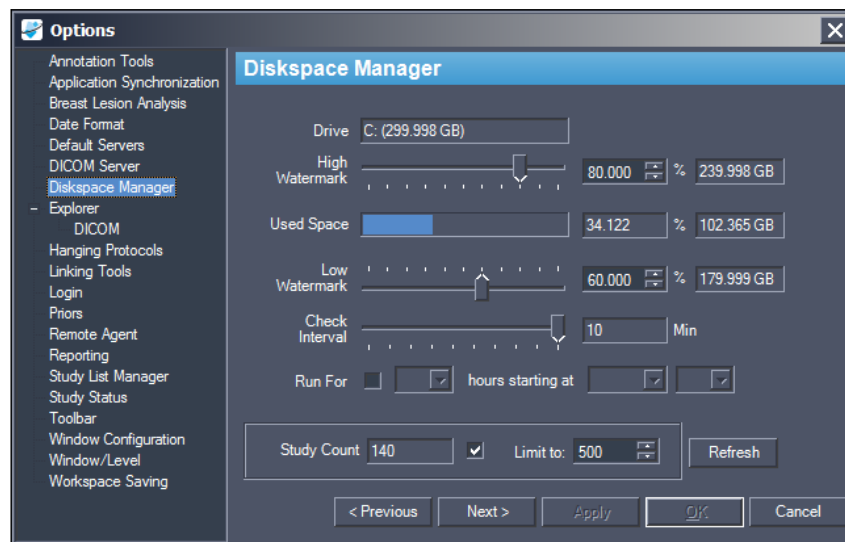 Options
Annotation Tools
Application Synchronization
Breast Lesion Analysis
Date Format
Default Servers
DICOM Server
Diskspace Manager
Explorer
DICOM
Hanging Protocols
Linking Tools
Login
Priors
Remote Agent
Reporting
Study List Manager
Study Status
Toolbar
Window Configuration
Window/Level
Workspace Saving
Diskspace Manager
Drive C: (299.998 GB)
High
Watermark 80.000 % 239.998 GB
Used Space 34.122 % 102.365 GB
Low
Watermark 60.000 % 179.999 GB
Check
Interval 10 Min
Run For hours starting at
Study Count 140 Limit to: 500 Refresh
< Previous Next > Apply OK Cancel